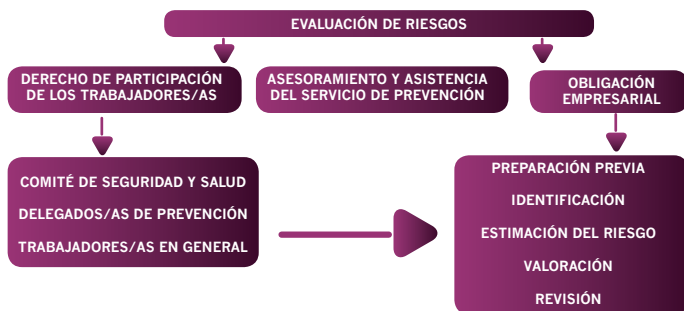 EVALUACIÓN DE RIESGOS
DERECHO DE PARTICIPACIÓN
DE LOS TRABAJADORES/AS
ASESORAMIENTO Y ASISTENCIA
DEL SERVICIO DE PREVENCIÓN
OBLIGACIÓN
EMPRESARIAL
COMITÉ DE SEGURIDAD Y SALUD
DELEGADOS/AS DE PREVENCIÓN
TRABAJADORES/AS EN GENERAL
PREPARACIÓN PREVIA
IDENTIFICACIÓN
ESTIMACIÓN DEL RIESGO
VALORACIÓN
REVISIÓN